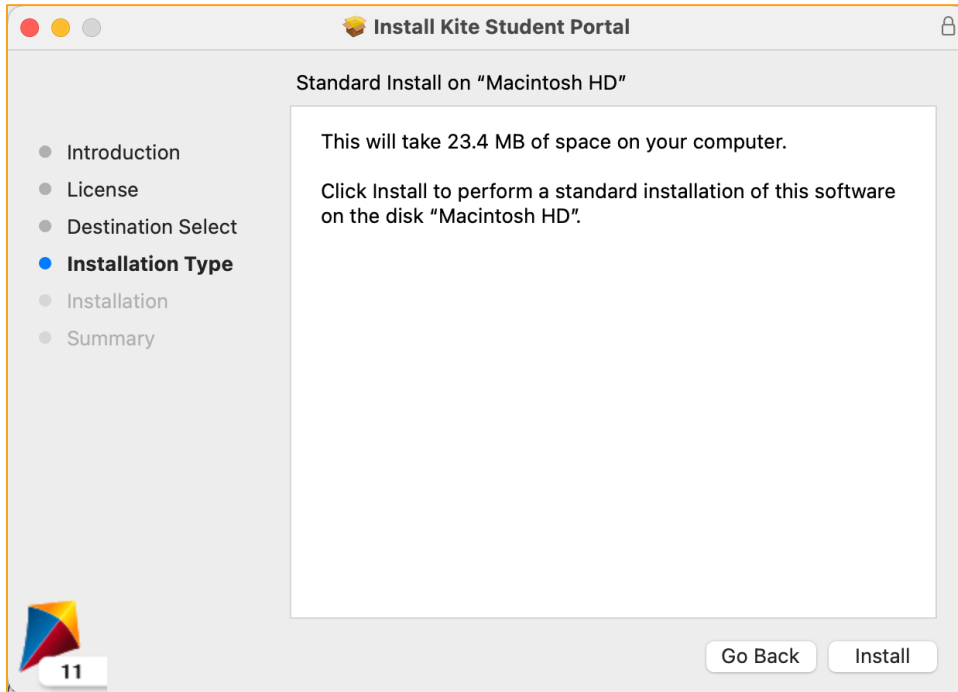 Install Kite Student Portal
Standard Install on “Macintosh HD”
Introduction
License
Destination Select
Installation Type
Installation
Summary
This will take 23.4 MB of space on your computer.
Click Install to perform a standard installation of this software
on the disk “Macintosh HD”.
11
Go Back
Install